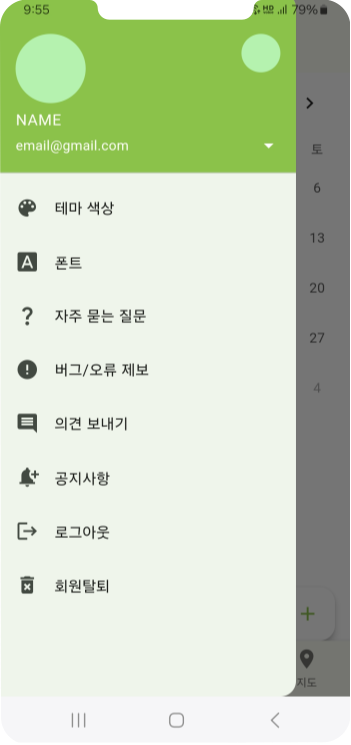 9:55 79%
NAME
email@gmail.com
테마 색상
폰트
자주 묻는 질문
버그/오류 제보
의견 보내기
공지사항
로그아웃
회원탈퇴
토
6
13
20
27
4
지도